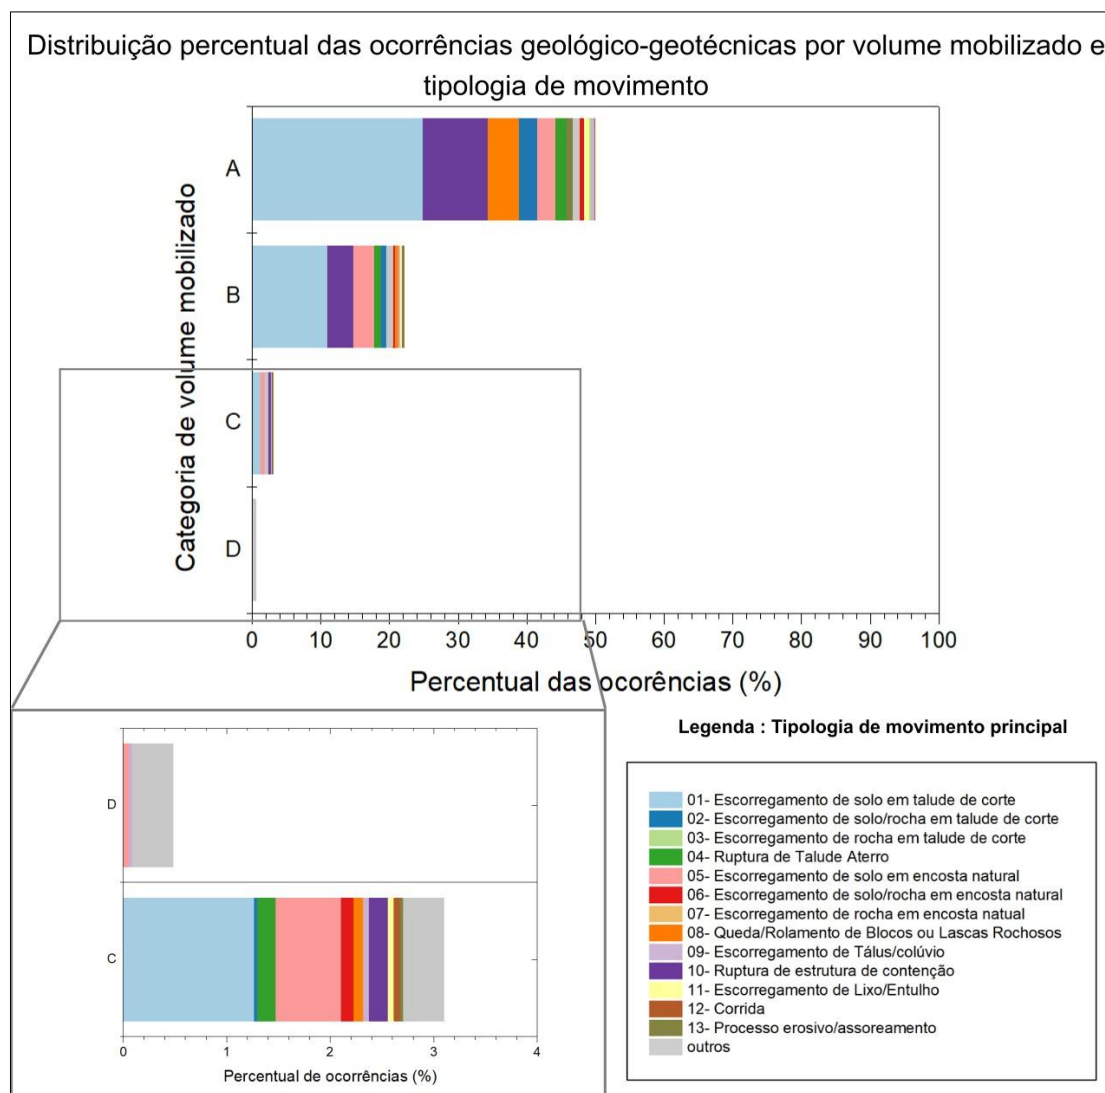 Distribuição percentual das ocorrências geológico-geotécnicas por volume mobilizado e
tipologia de movimento
Categoria de volume mobilizado
A
B
C
D
0 10 20 30 40 50 60 70 80 90 100
Percentual das ocorências (%)
D
C
0 1 2 3 4
Percentual de ocorrências (%)
Legenda : Tipologia de movimento principal
01- Escorregamento de solo em talude de corte
02- Escorregamento de solo/rocha em talude de corte
03- Escorregamento de rocha em talude de corte
04- Ruptura de Talude Aterro
05- Escorregamento de solo em encosta natural
06- Escorregamento de solo/rocha em encosta natural
07- Escorregamento de rocha em encosta natual
08- Queda/Rolamento de Blocos ou Lascas Rochosos
09- Escorregamento de Tálus/colúvio
10- Ruptura de estrutura de contenção
11- Escorregamento de Lixo/Entulho
12- Corrida
13- Processo erosivo/assoreamento
outros